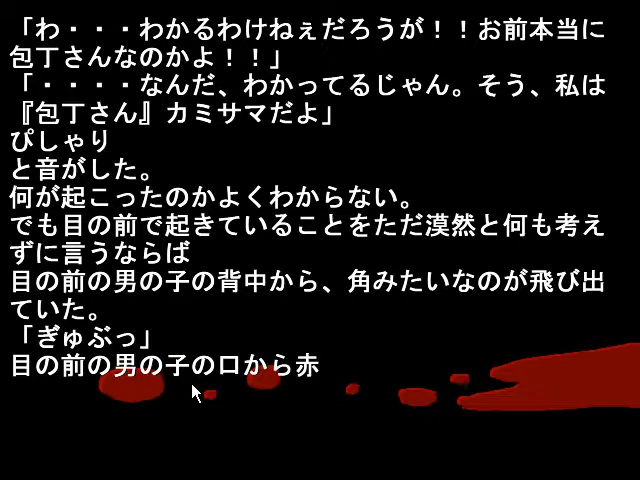 「わ・・・わかるわけねぇだろうが！！お前本当に
包丁さんなのかよ！！」
「・・・・なんだ、わかってるじゃん。そう、私は
『包丁さん』カミサマだよ」
ぴしゃり
と音がした。
何が起こったのかよくわからない。
でも目の前で起きていることをただ漠然と何も考え
ずに言うならば
目の前の男の子の背中から、角みたいなのが飛び出
ていた。
「ぎゅぶっ」
目の前の男の子の口から赤